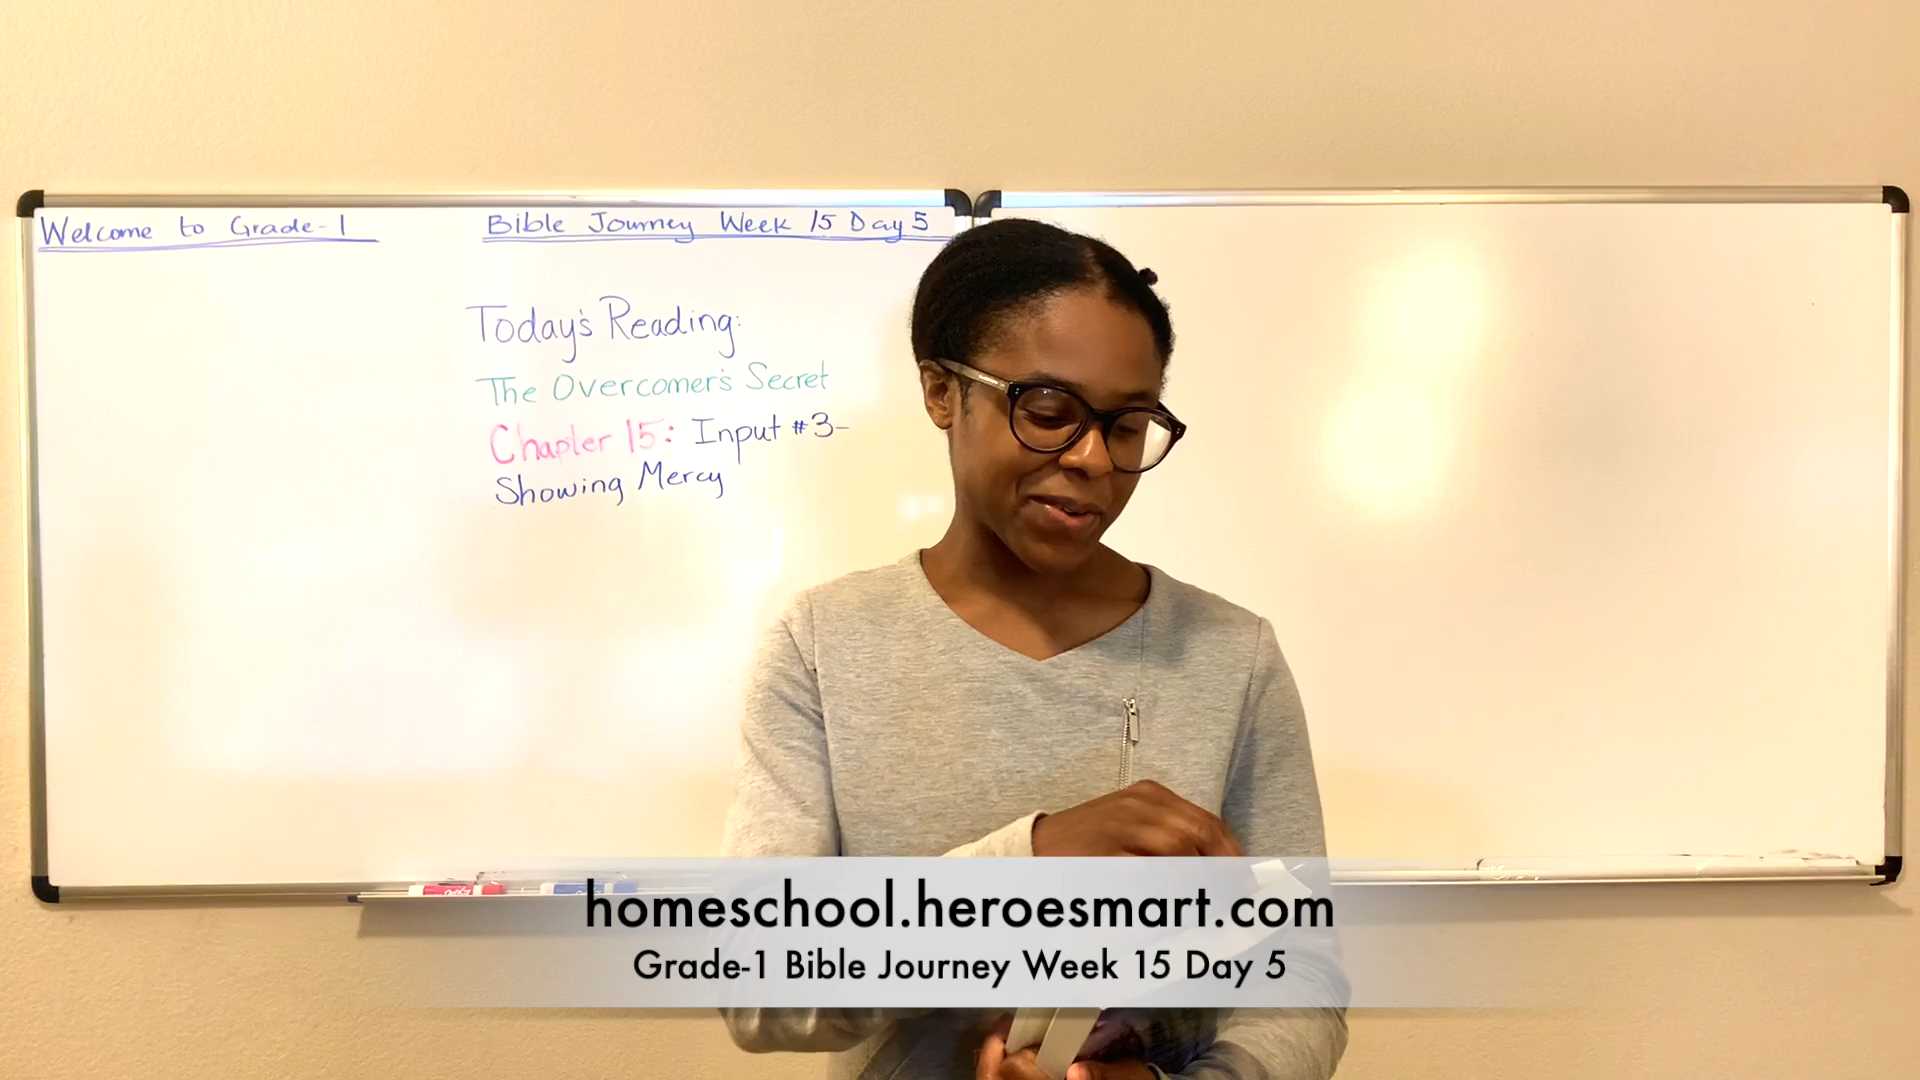 Welcome to Grade-1
Bible Journey Week 15 Day 5
Today's Reading:
The Overcomer's Secret
Chapter 15: Input #3-
Showing Mercy
homeschool.heroesmart.com
Grade-1 Bible Journey Week 15 Day 5